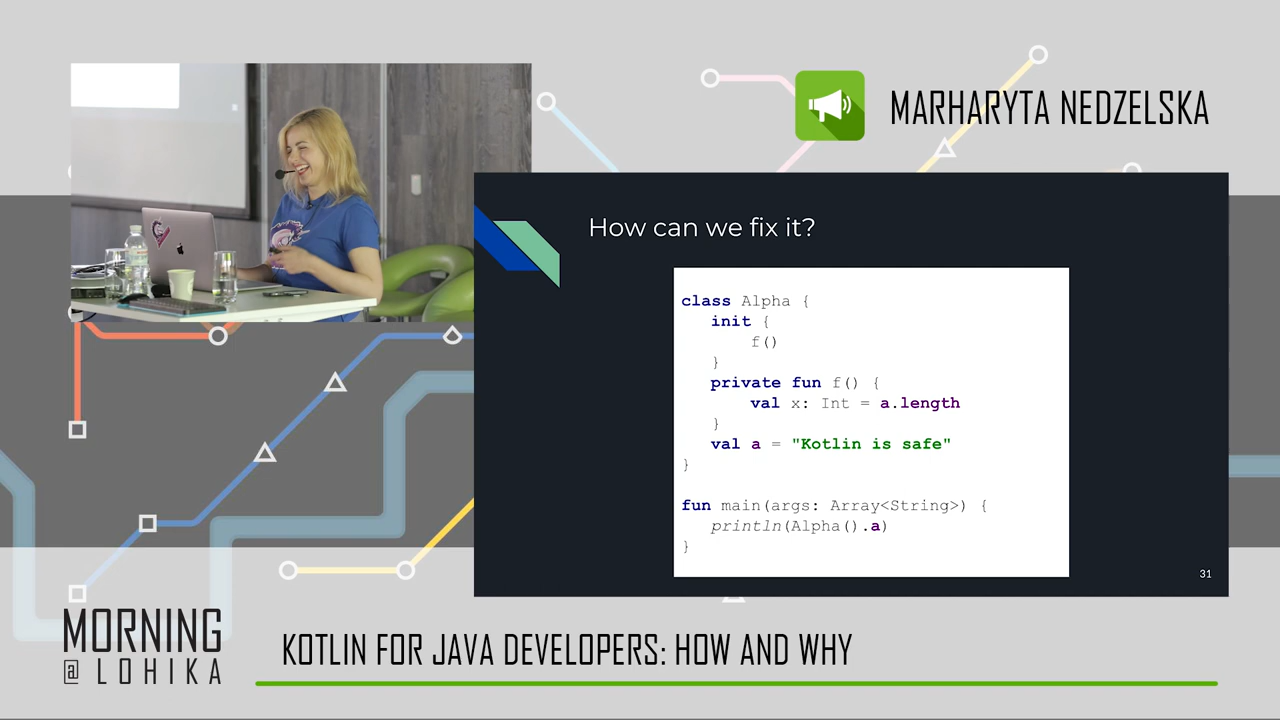 MARHARYTA NEDZELSKA
How can we fix it?
class Alpha {
init {
f()
}
private fun f() {
val x: Int = a.length
}
val a = "Kotlin is safe"
}
fun main(args: Array<String>) {
println(Alpha().a)
}
31
MORNING
@ LOHIKA
KOTLIN FOR JAVA DEVELOPERS: HOW AND WHY